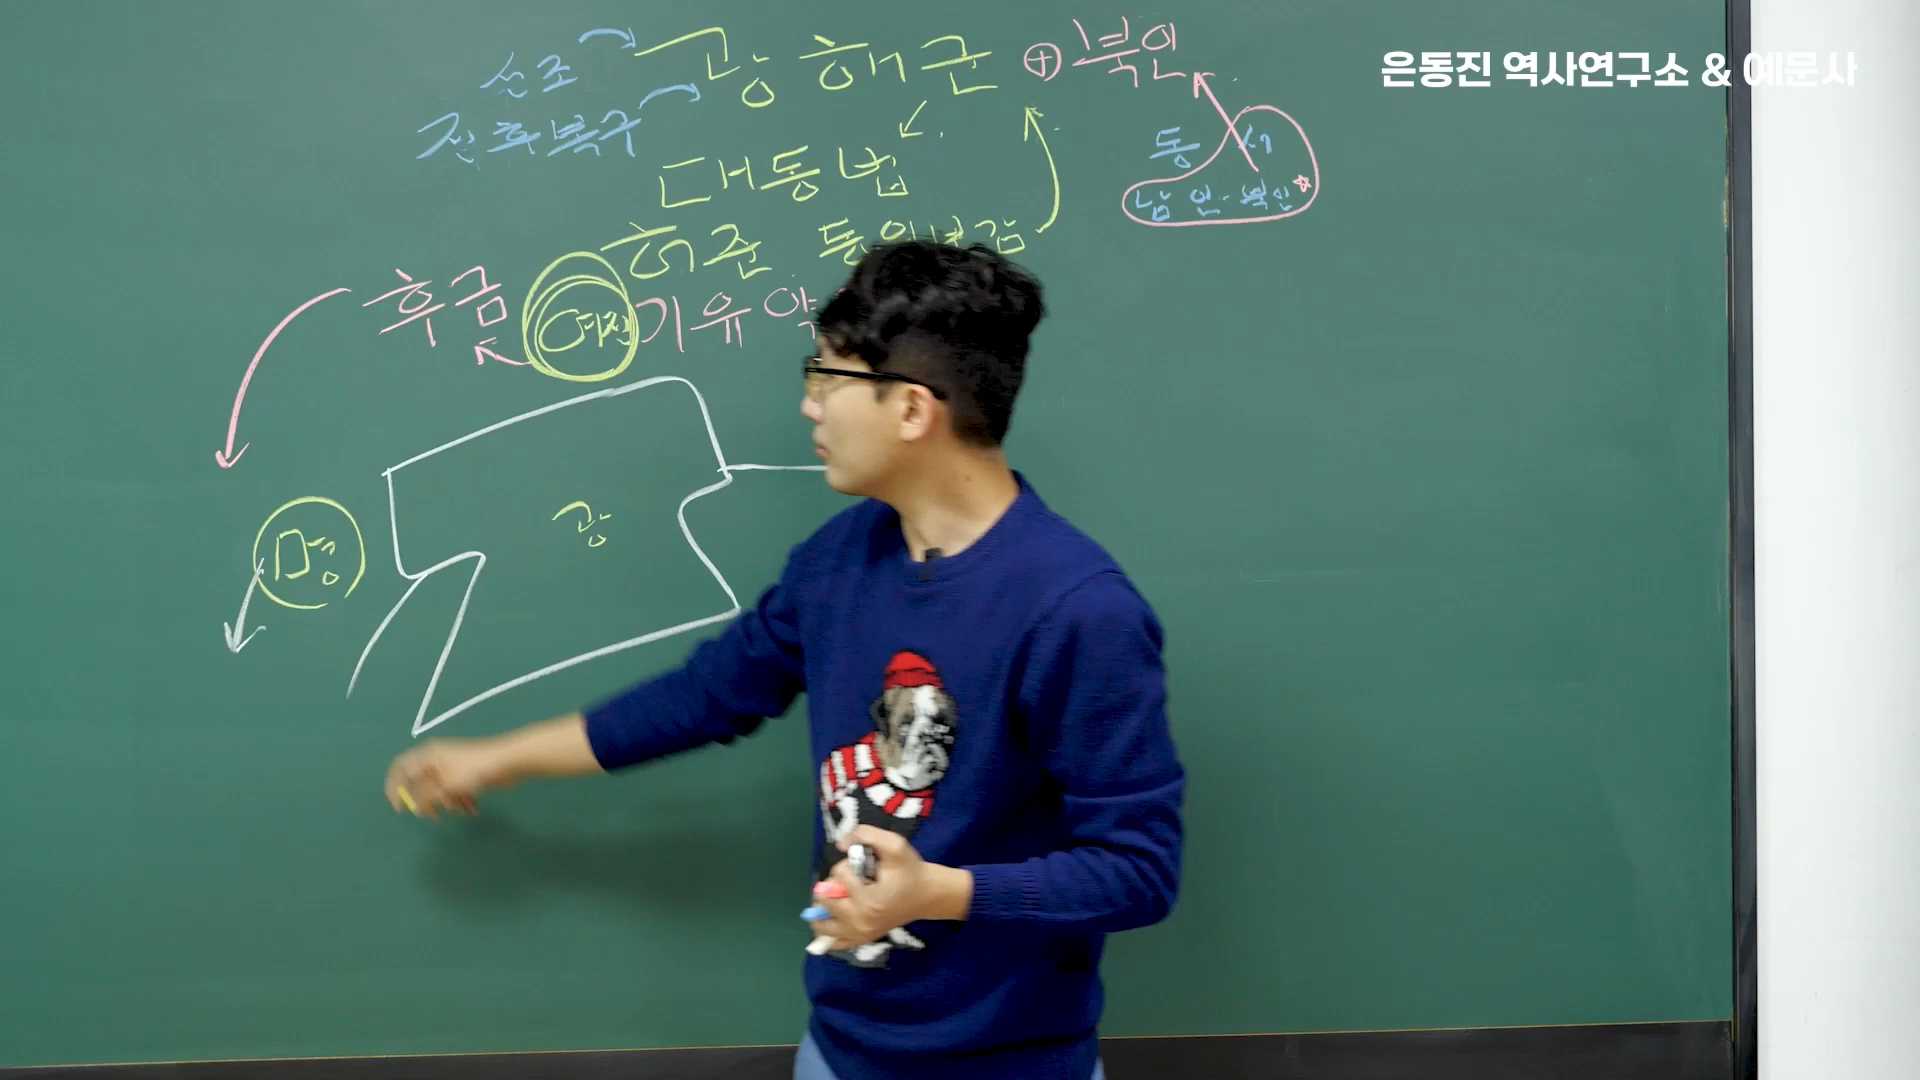 은동진 역사연구소 & 예문사
선조 광해군 ⊕ 북인
전후복구
동 서
대동법
남인·북인
허준 동의보감
후금 여진 기유약
명 광